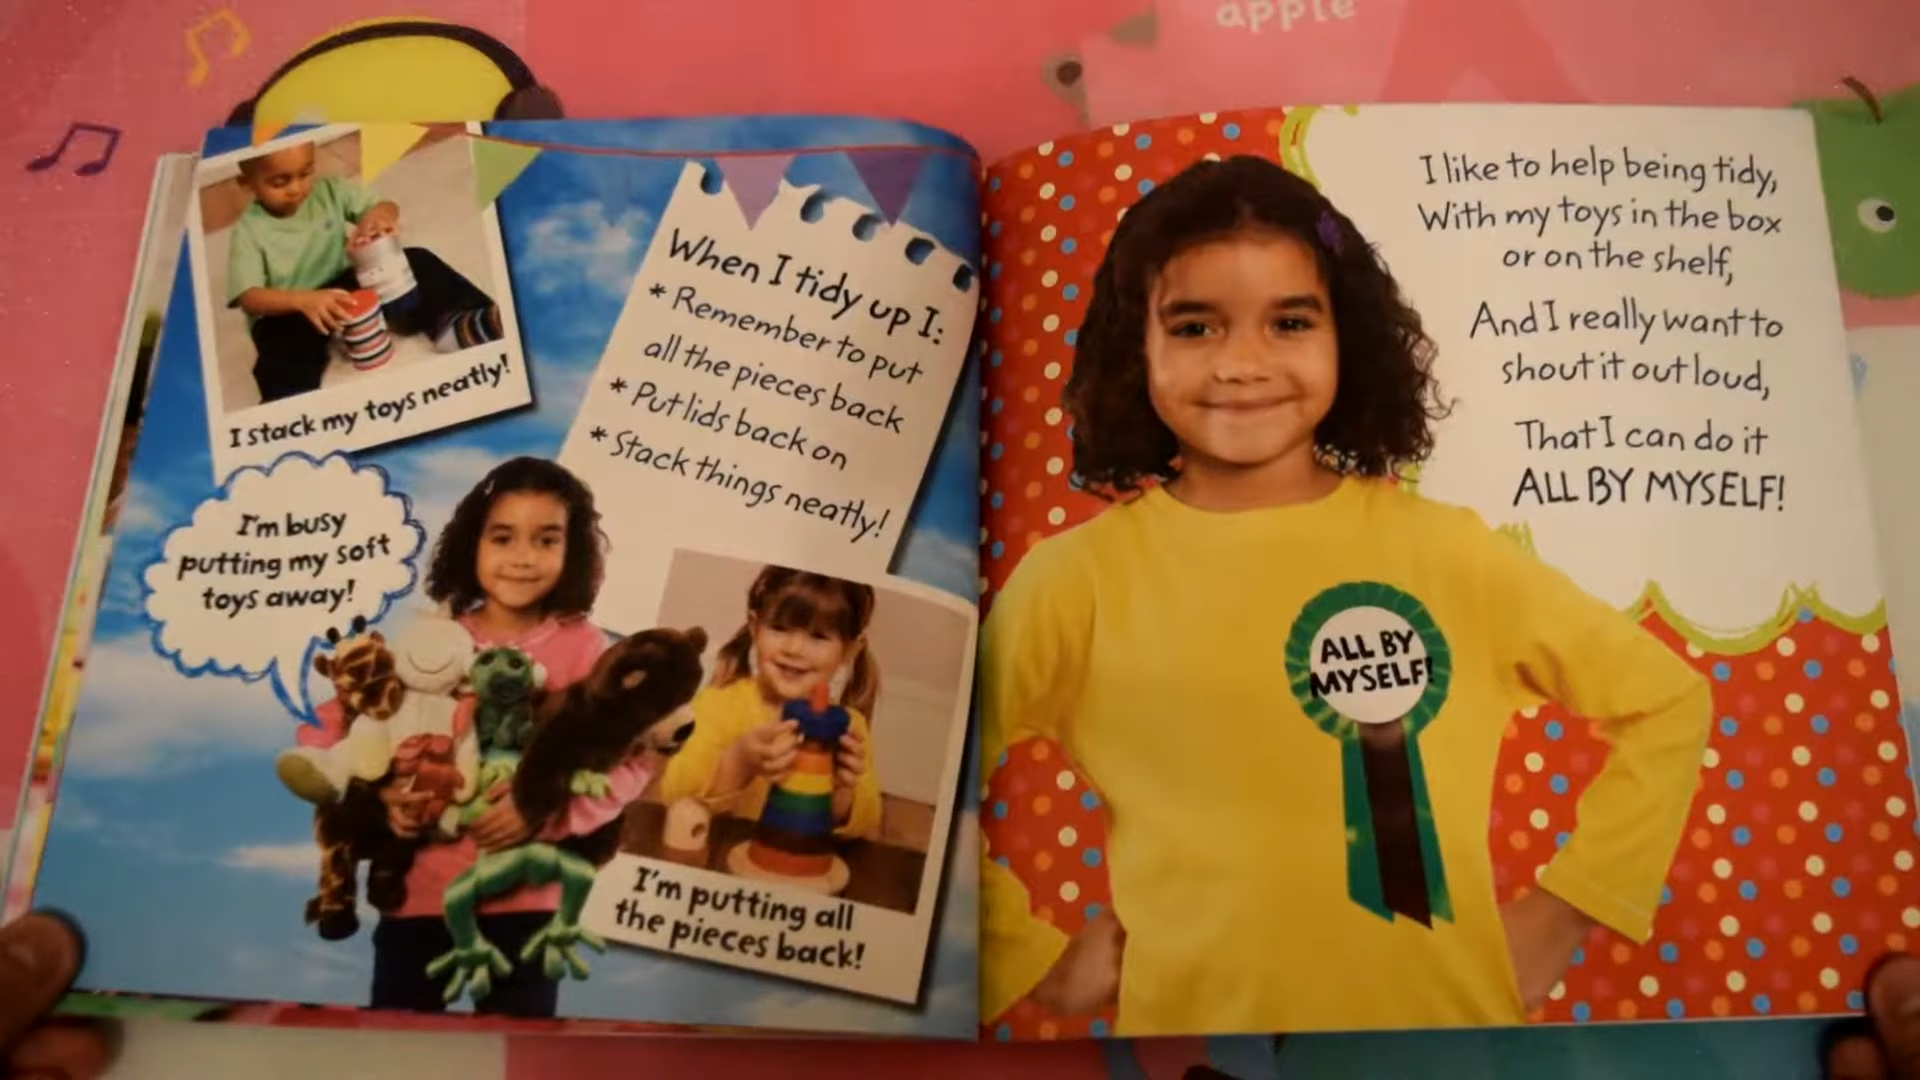 apple
I stack my toys neatly!
When I tidy up I:
* Remember to put
all the pieces back
* Put lids back on
* Stack things neatly!
I'm busy
putting my soft
toys away!
I'm putting all
the pieces back!
I like to help being tidy,
With my toys in the box
or on the shelf,
And I really want to
shout it out loud,
That I can do it
ALL BY MYSELF!
ALL BY
MYSELF!